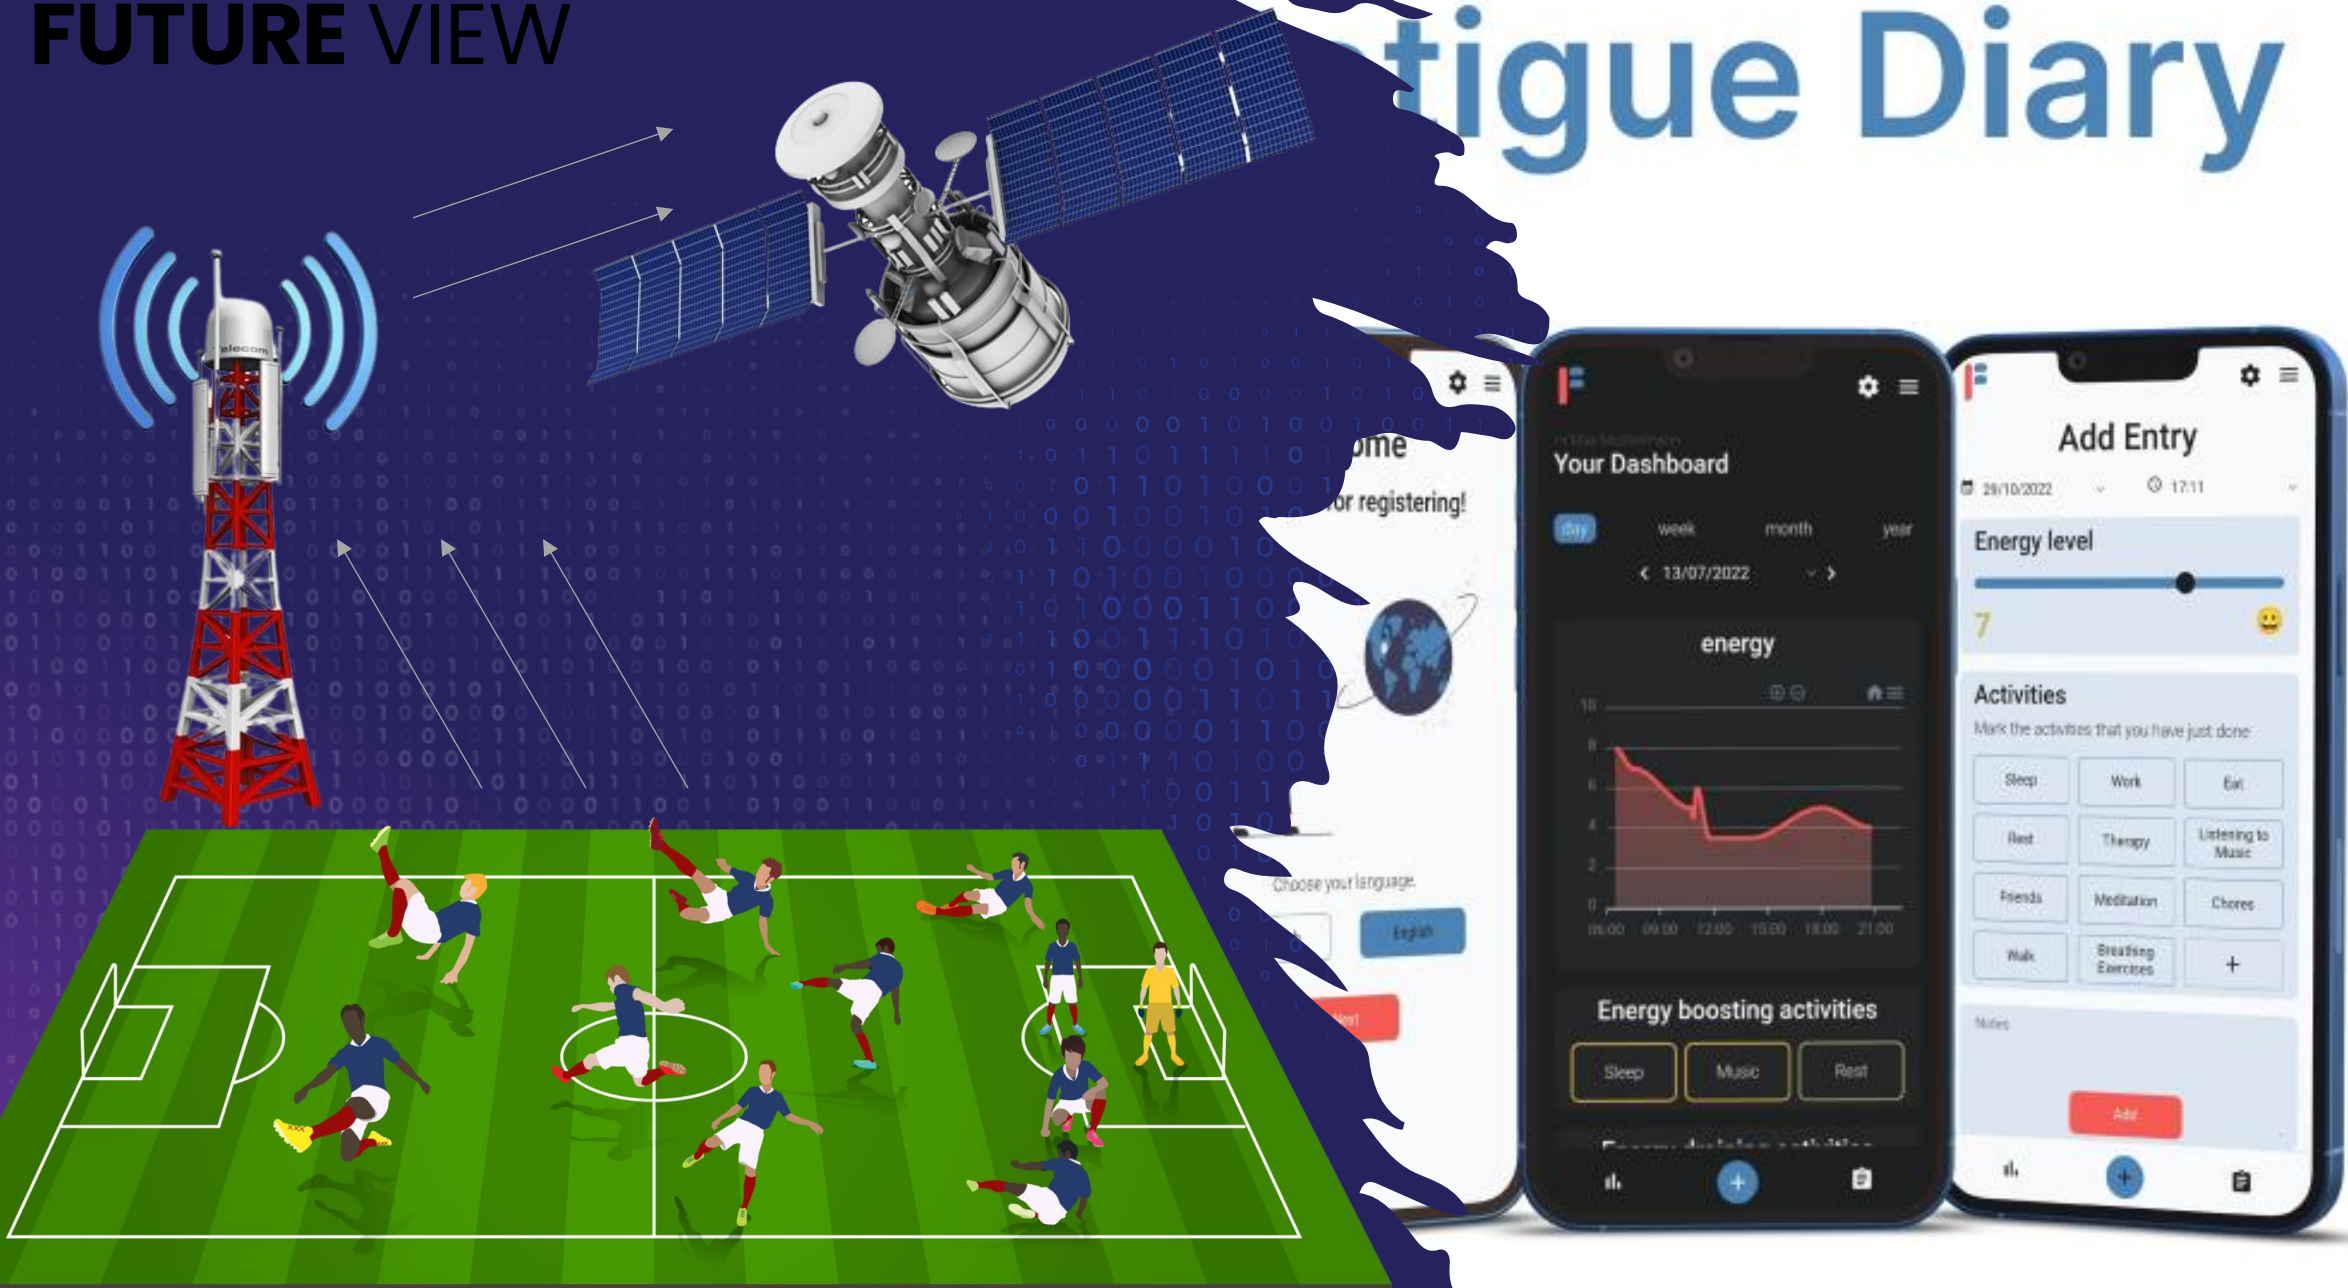 FUTURE VIEW
tigue Diary
elecom
ome
or registering!
Choose your language.
English
Next
Your Dashboard
day week month year
13/07/2022
energy
10
8
6
4
2
0
06:00 09:00 12:00 15:00 18:00 21:00
Energy boosting activities
Sleep Music Rest
Add Entry
29/10/2022 17:11
Energy level
7
Activities
Mark the activities that you have just done
Sleep Work Eat
Rest Therapy Listening to Music
Friends Meditation Chores
Walk Breathing Exercises +
Notes
Add